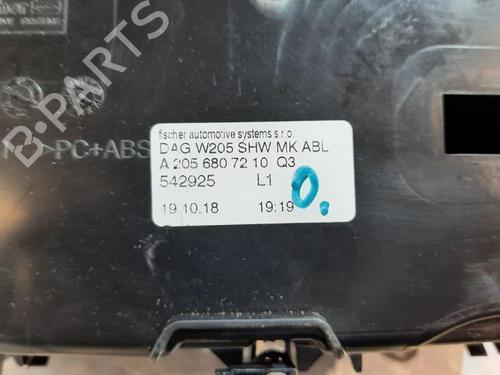 B-PARTS
>PC+ABS
fischer automotive systems s.r.o.
DAG W205 SHW MK ABL
A 205 680 72 10 Q3
542925 L1
19.10.18 19:19
0.